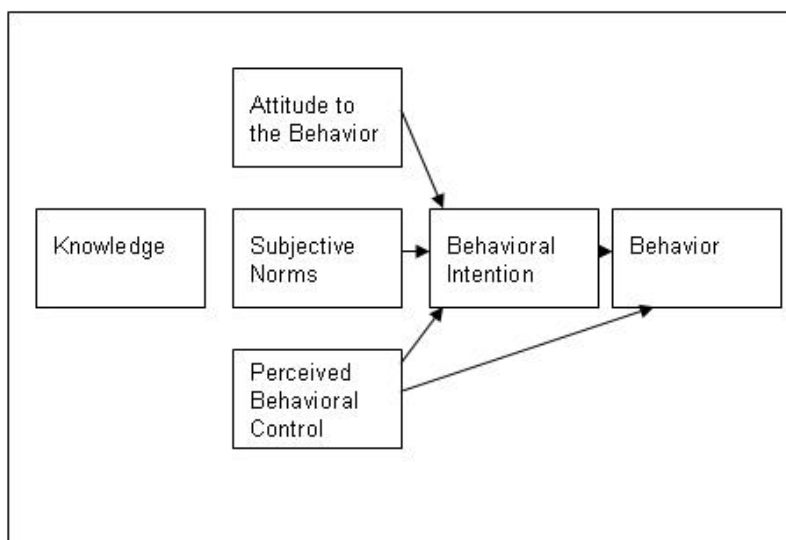 Attitude to
the Behavior
Knowledge
Subjective
Norms
Behavioral
Intention
Behavior
Perceived
Behavioral
Control